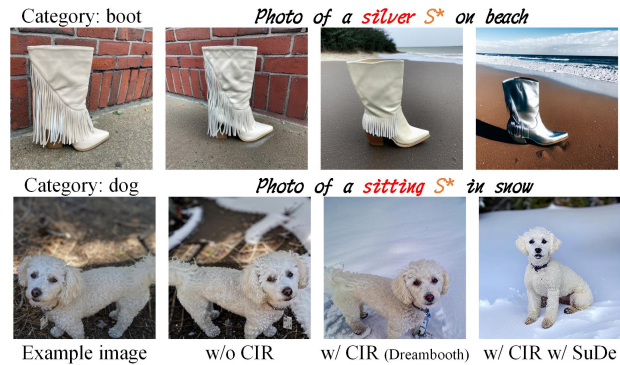 Category: boot
Photo of a silver S* on beach
Category: dog
Photo of a sitting S* in snow
Example image
w/o CIR
w/ CIR (Dreambooth)
w/ CIR w/ SuDe